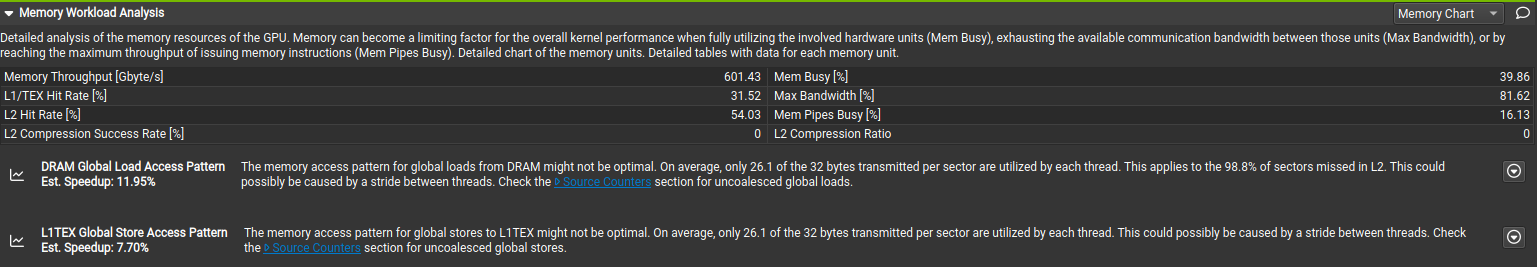 Memory Workload Analysis
Memory Chart
Detailed analysis of the memory resources of the GPU. Memory can become a limiting factor for the overall kernel performance when fully utilizing the involved hardware units (Mem Busy), exhausting the available communication bandwidth between those units (Max Bandwidth), or by
reaching the maximum throughput of issuing memory instructions (Mem Pipes Busy). Detailed chart of the memory units. Detailed tables with data for each memory unit.
Memory Throughput [Gbyte/s] 601.43 Mem Busy [%] 39.86
L1/TEX Hit Rate [%] 31.52 Max Bandwidth [%] 81.62
L2 Hit Rate [%] 54.03 Mem Pipes Busy [%] 16.13
L2 Compression Success Rate [%] 0 L2 Compression Ratio 0
DRAM Global Load Access Pattern The memory access pattern for global loads from DRAM might not be optimal. On average, only 26.1 of the 32 bytes transmitted per sector are utilized by each thread. This applies to the 98.8% of sectors missed in L2. This could
Est. Speedup: 11.95% possibly be caused by a stride between threads. Check the Source Counters section for uncoalesced global loads.
L1TEX Global Store Access Pattern The memory access pattern for global stores to L1TEX might not be optimal. On average, only 26.1 of the 32 bytes transmitted per sector are utilized by each thread. This could possibly be caused by a stride between threads. Check
Est. Speedup: 7.70% the Source Counters section for uncoalesced global stores.